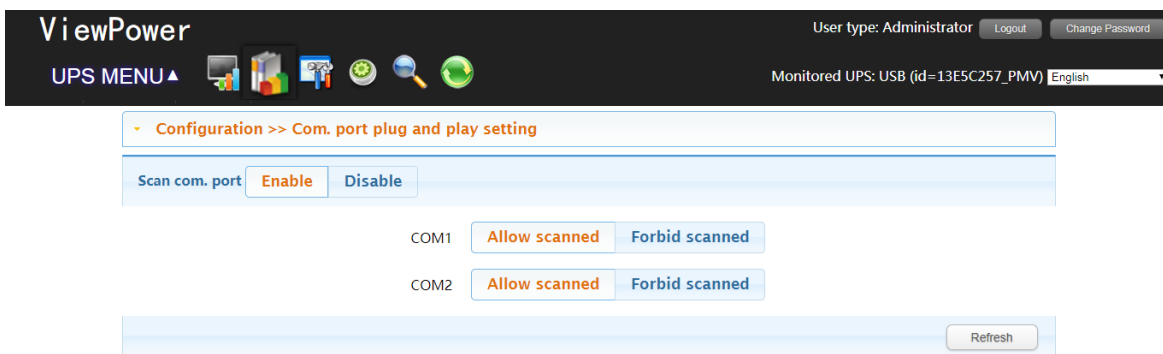 ViewPower
User type: Administrator Logout Change Password
UPS MENU▲
Monitored UPS: USB (id=13E5C257_PMV) English
Configuration >> Com. port plug and play setting
Scan com. port Enable Disable
COM1 Allow scanned Forbid scanned
COM2 Allow scanned Forbid scanned
Refresh